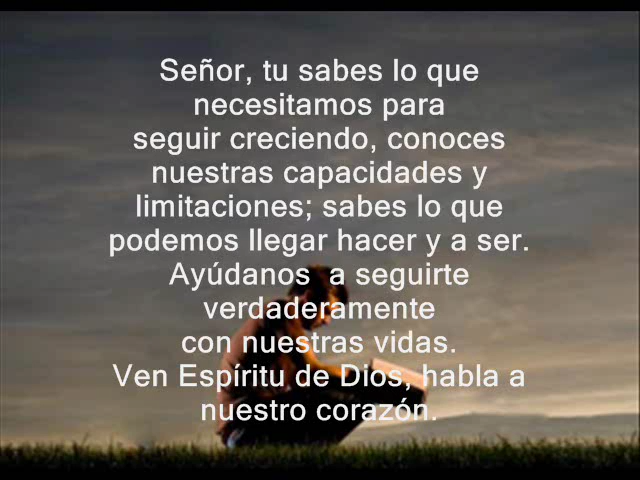 Señor, tu sabes lo que
necesitamos para
seguir creciendo, conoces
nuestras capacidades y
limitaciones; sabes lo que
podemos llegar hacer y a ser.
Ayúdanos  a seguirte
verdaderamente
con nuestras vidas.
Ven Espíritu de Dios, habla a
nuestro corazón.